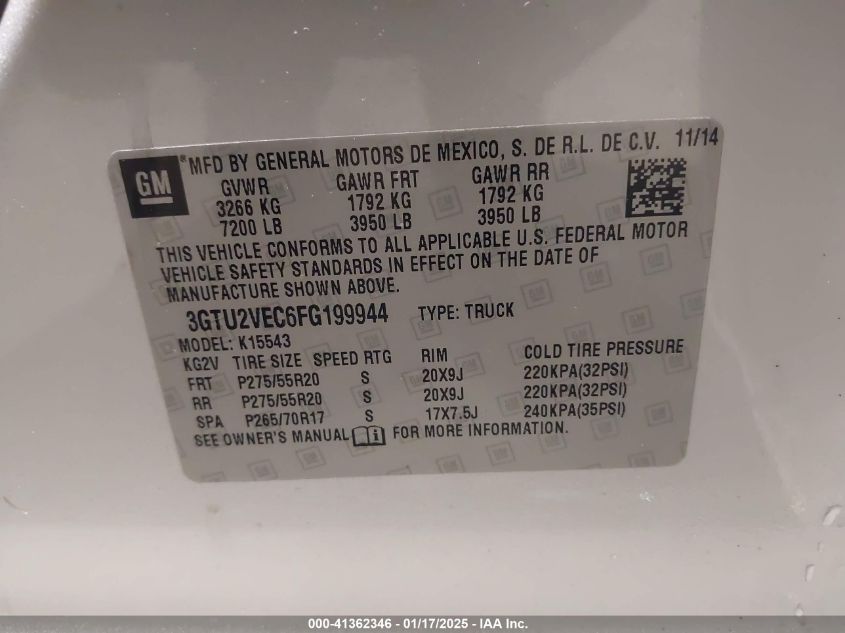 GM
®MFD BY GENERAL MOTORS DE MEXICO, S. DE R.L. DE C.V. 11/14
GVWR GAWR FRT GAWR RR
3266 KG 1792 KG 1792 KG
7200 LB 3950 LB 3950 LB
THIS VEHICLE CONFORMS TO ALL APPLICABLE U.S. FEDERAL MOTOR
VEHICLE SAFETY STANDARDS IN EFFECT ON THE DATE OF
MANUFACTURE SHOWN ABOVE.
3GTU2VEC6FG199944 TYPE: TRUCK
MODEL: K15543
KG2V TIRE SIZE SPEED RTG RIM COLD TIRE PRESSURE
FRT P275/55R20 S 20X9J 220KPA(32PSI)
RR P275/55R20 S 20X9J 220KPA(32PSI)
SPA P265/70R17 S 17X7.5J 240KPA(35PSI)
SEE OWNER'S MANUAL FOR MORE INFORMATION.
000-41362346 - 01/17/2025 - IAA Inc.